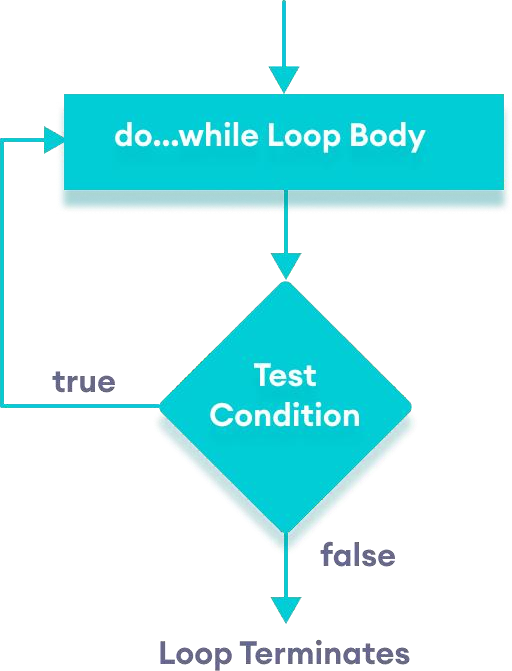 do...while Loop Body
Test
Condition
true
false
Loop Terminates